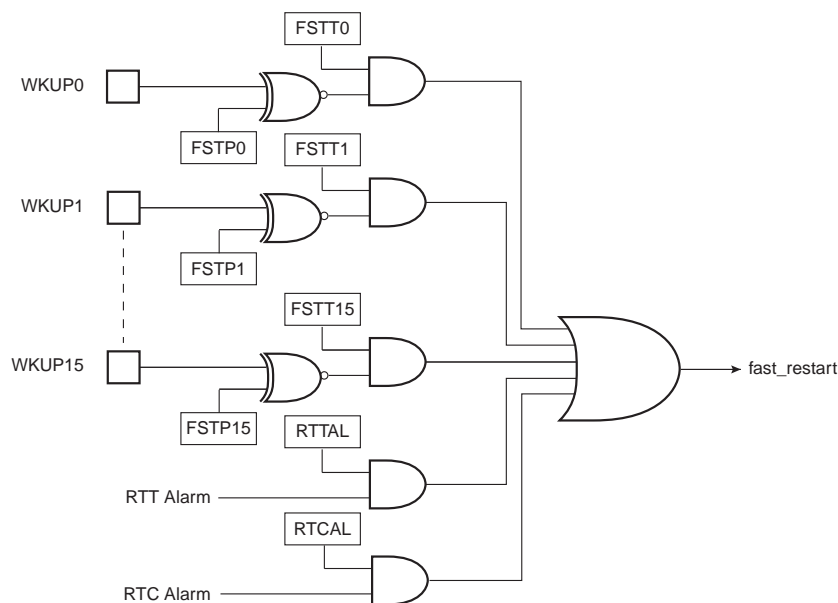 FSTT0
WKUP0
FSTP0
FSTT1
WKUP1
FSTP1
FSTT15
WKUP15
fast_restart
FSTP15
RTTAL
RTT Alarm
RTCAL
RTC Alarm